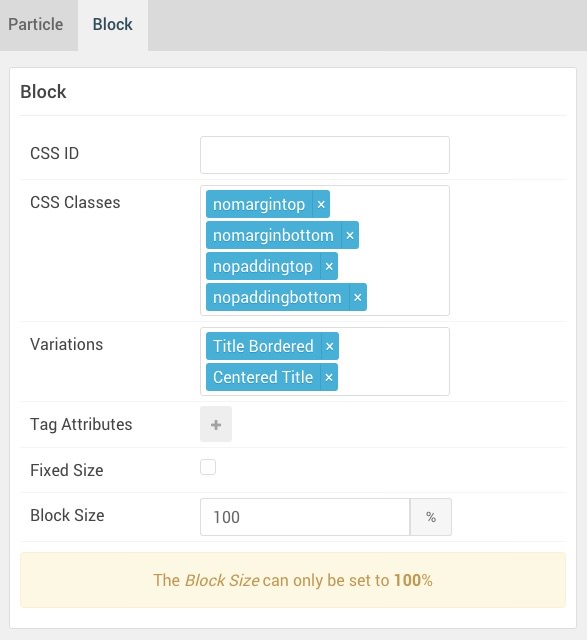 Particle
Block
Block
CSS ID
CSS Classes
nomargintop ×
nomarginbottom ×
nopaddingtop ×
nopaddingbottom ×
Variations
Title Bordered ×
Centered Title ×
Tag Attributes
+
Fixed Size
Block Size
100
%
The Block Size can only be set to 100%